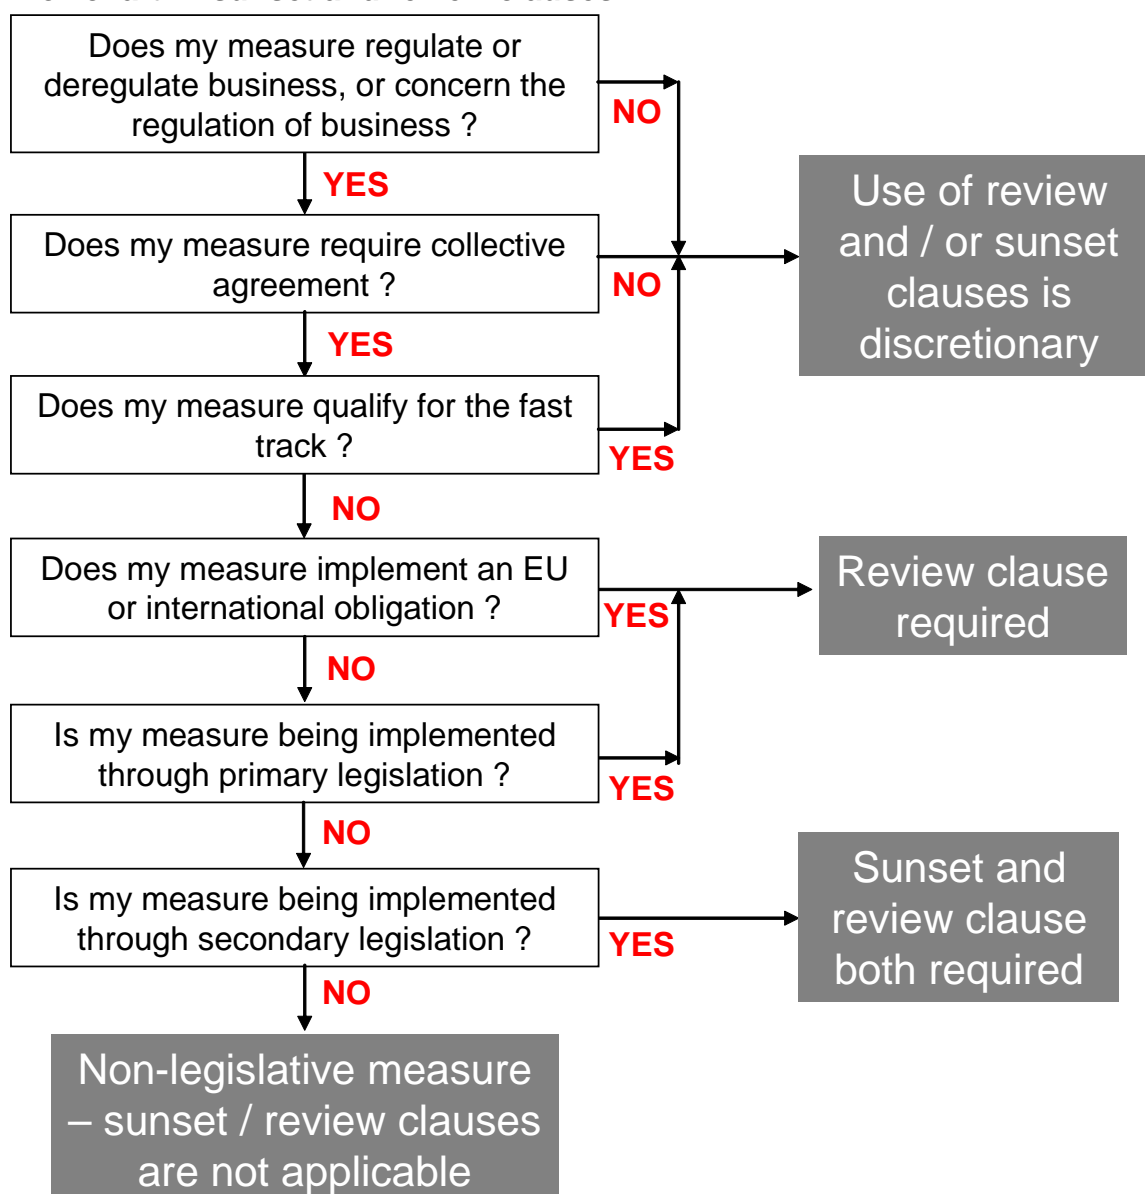 Does my measure regulate or
deregulate business, or concern the
regulation of business ?
NO
YES
Use of review
and / or sunset
clauses is
discretionary
Does my measure require collective
agreement ?
NO
YES
Does my measure qualify for the fast
track ?
YES
NO
Does my measure implement an EU
or international obligation ?
YES
Review clause
required
NO
Is my measure being implemented
through primary legislation ?
YES
NO
Is my measure being implemented
through secondary legislation ?
YES
Sunset and
review clause
both required
NO
Non-legislative measure
– sunset / review clauses
are not applicable